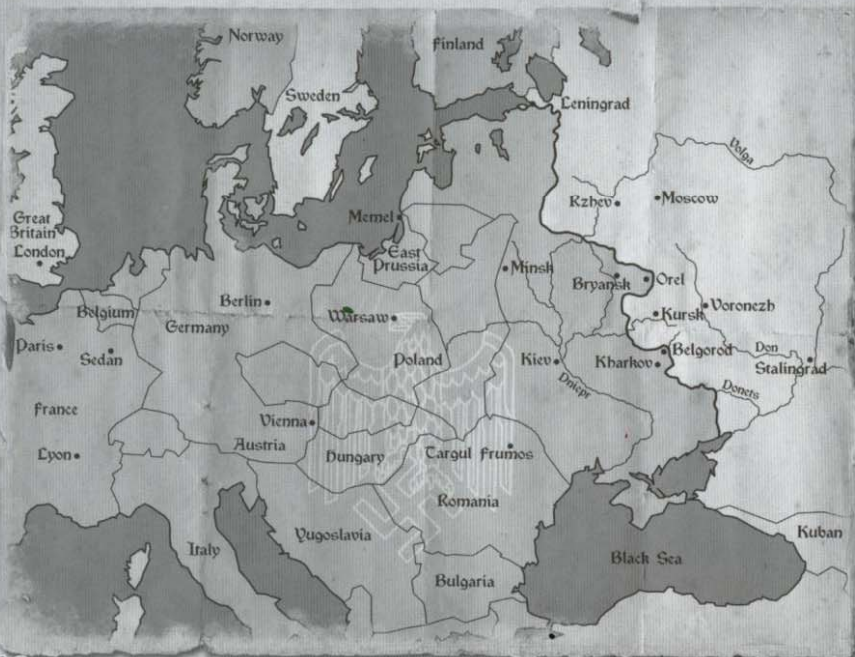 Norway
Finland
Sweden
Leningrad
Volga
Rzhev
Moscow
Memel
Great
Britain
London
East
Prussia
Minsk
Bryansk
Orel
Berlin
Belgium
Germany
Warsaw
Kursk
Voronezh
Paris
Sedan
Poland
Kiev
Kharkov
Belgorod
Don
Stalingrad
Dniepr
Donets
France
Vienna
Austria
Lyon
Dungary
Targul Frumos
Romania
Yugoslavia
Italy
Black Sea
Kuban
Bulgaria